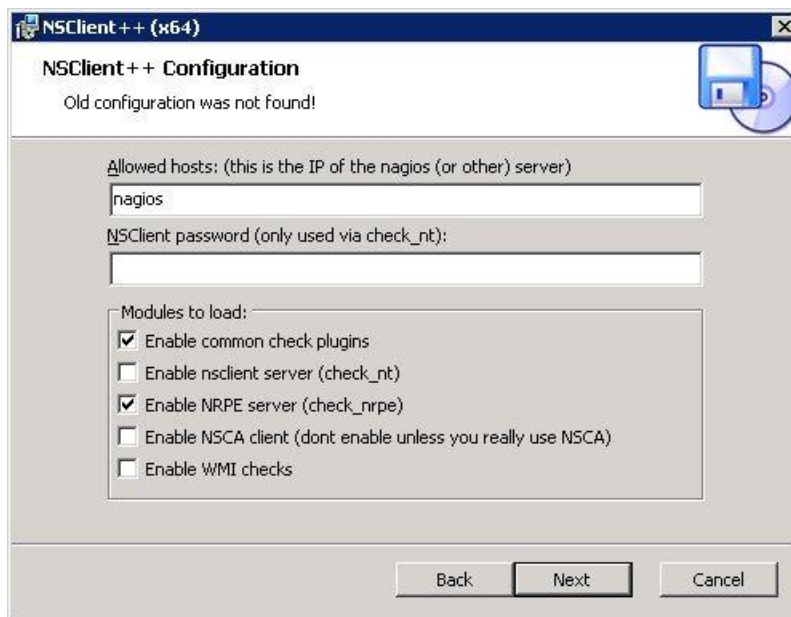 NSClient++ (x64)
NSClient++ Configuration
Old configuration was not found!
Allowed hosts: (this is the IP of the nagios (or other) server)
nagios
NSClient password (only used via check_nt):
Modules to load:
Enable common check plugins
Enable nsclient server (check_nt)
Enable NRPE server (check_nrpe)
Enable NSCA client (dont enable unless you really use NSCA)
Enable WMI checks
Back
Next
Cancel